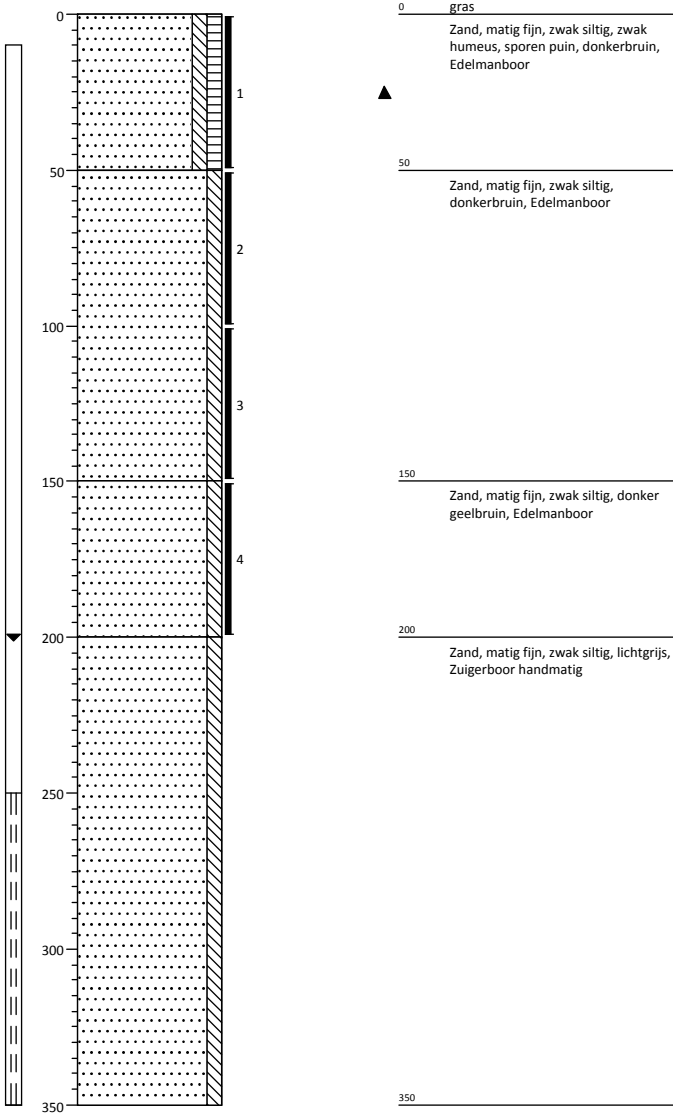 0
50
100
150
200
250
300
350
1
2
3
4
0
gras
Zand, matig fijn, zwak siltig, zwak
humeus, sporen puin, donkerbruin,
Edelmanboor
50
Zand, matig fijn, zwak siltig,
donkerbruin, Edelmanboor
150
Zand, matig fijn, zwak siltig, donker
geelbruin, Edelmanboor
200
Zand, matig fijn, zwak siltig, lichtgrijs,
Zuigerboor handmatig
350